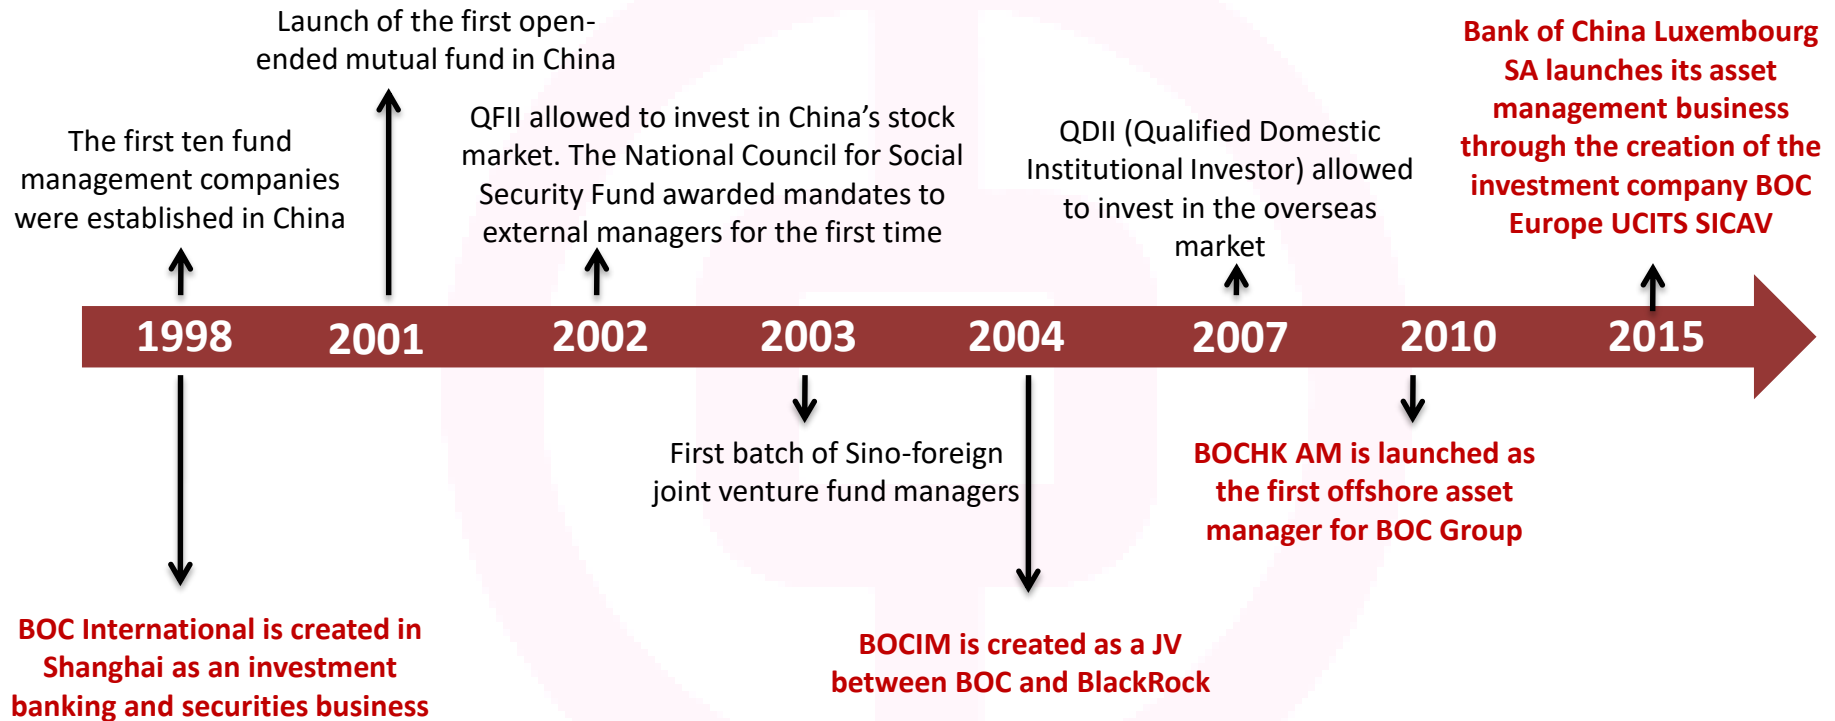 Launch of the first open-
ended mutual fund in China
Bank of China Luxembourg
SA launches its asset
management business
through the creation of the
investment company BOC
Europe UCITS SICAV
The first ten fund
management companies
were established in China
QFII allowed to invest in China’s stock
market. The National Council for Social
Security Fund awarded mandates to
external managers for the first time
QDII (Qualified Domestic
Institutional Investor) allowed
to invest in the overseas
market
1998 2001 2002 2003 2004 2007 2010 2015
First batch of Sino-foreign
joint venture fund managers
BOCHK AM is launched as
the first offshore asset
manager for BOC Group
BOC International is created in
Shanghai as an investment
banking and securities business
BOCIM is created as a JV
between BOC and BlackRock